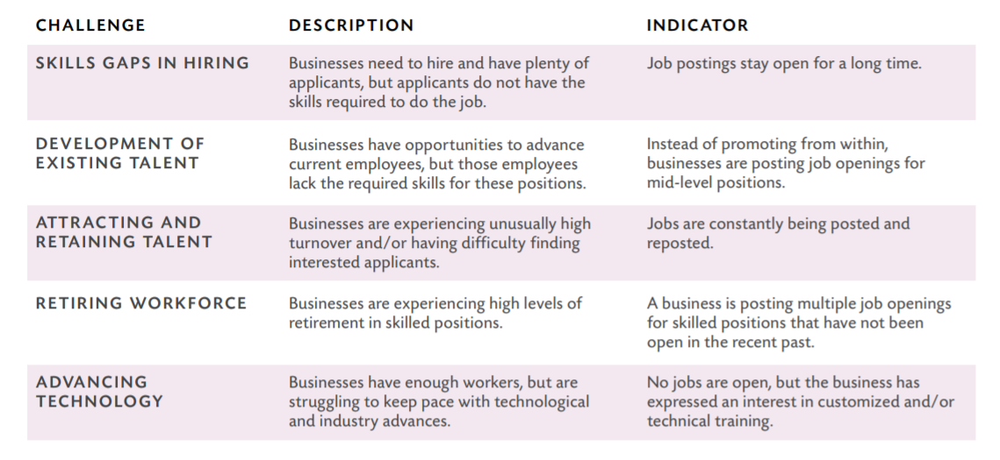 CHALLENGE DESCRIPTION INDICATOR
SKILLS GAPS IN HIRING
Businesses need to hire and have plenty of
applicants, but applicants do not have the
skills required to do the job.
Job postings stay open for a long time.
DEVELOPMENT OF
EXISTING TALENT
Businesses have opportunities to advance
current employees, but those employees
lack the required skills for these positions.
Instead of promoting from within,
businesses are posting job openings for
mid-level positions.
ATTRACTING AND
RETAINING TALENT
Businesses are experiencing unusually high
turnover and/or having difficulty finding
interested applicants.
Jobs are constantly being posted and
reposted.
RETIRING WORKFORCE
Businesses are experiencing high levels of
retirement in skilled positions.
A business is posting multiple job openings
for skilled positions that have not been
open in the recent past.
ADVANCING
TECHNOLOGY
Businesses have enough workers, but are
struggling to keep pace with technological
and industry advances.
No jobs are open, but the business has
expressed an interest in customized and/or
technical training.